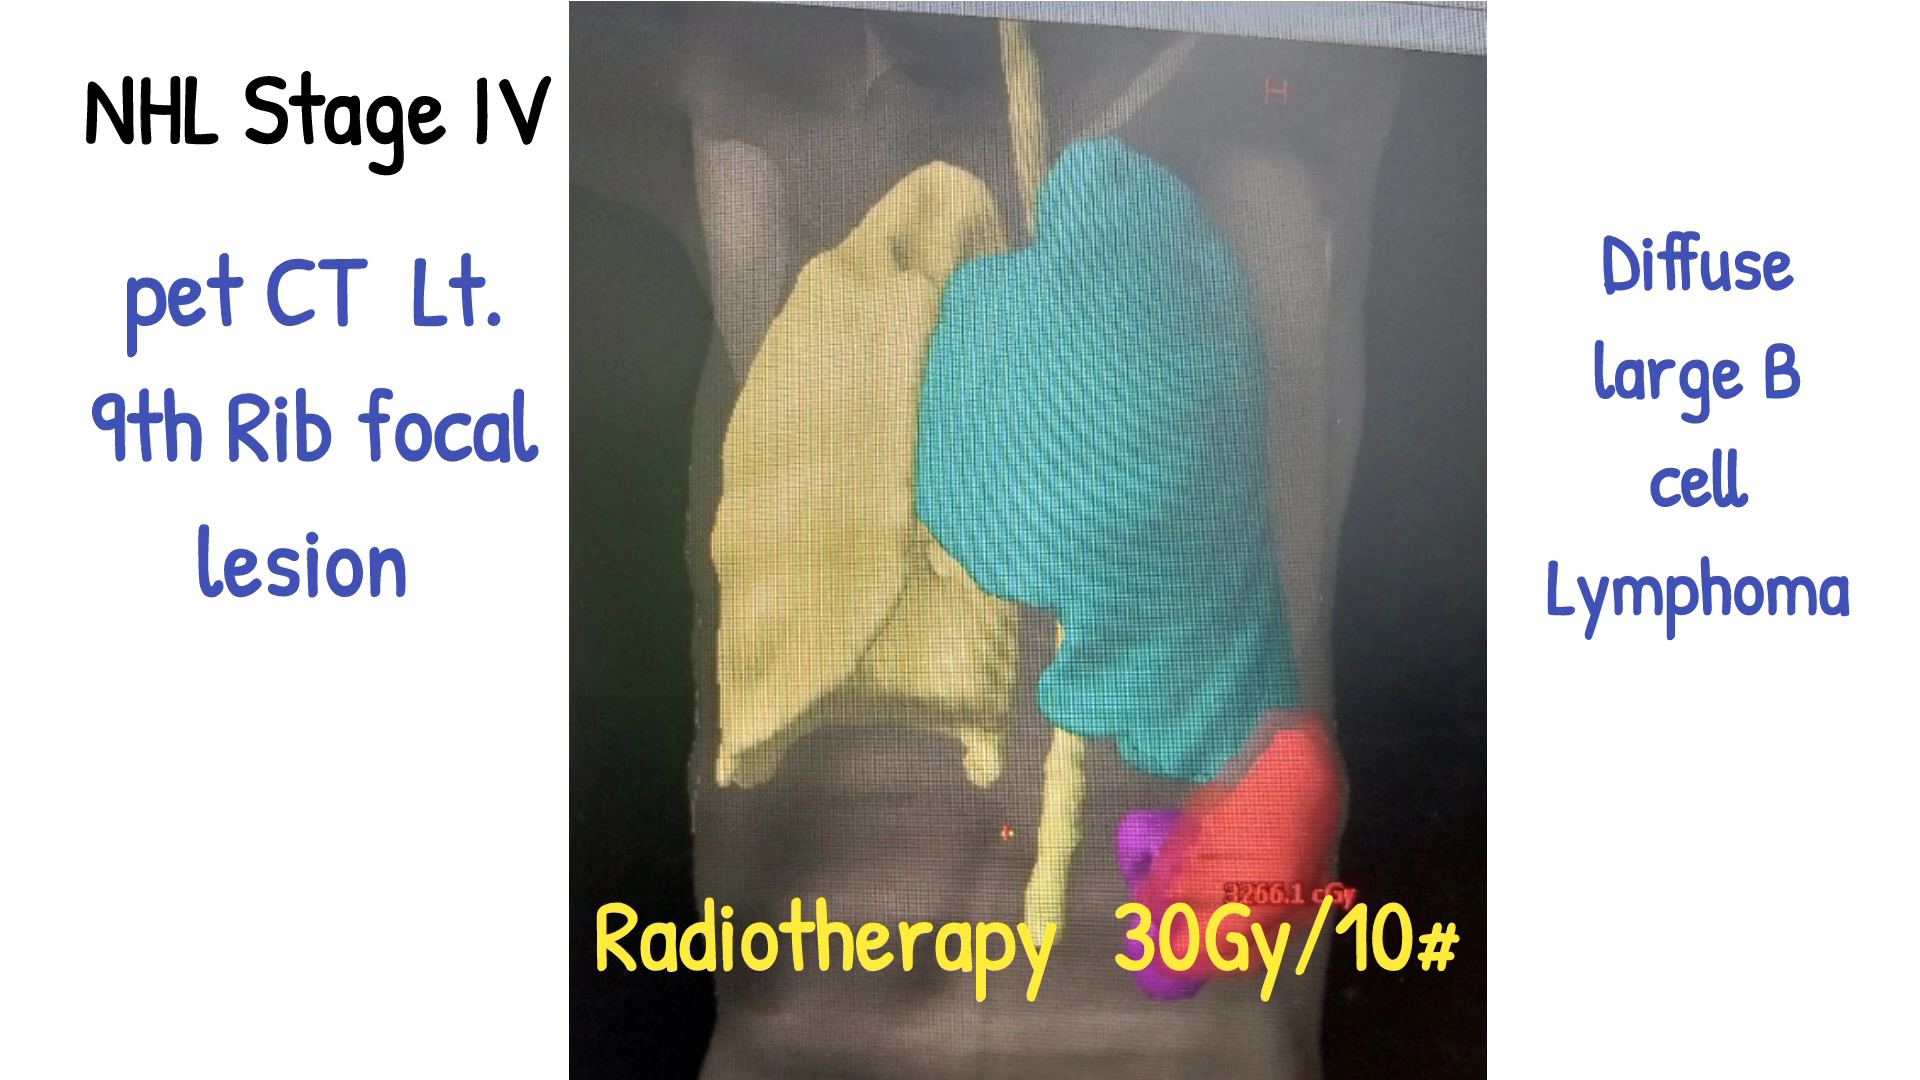 NHL Stage IV
pet CT Lt.
9th Rib focal
lesion
H
3266.1 cGy
Radiotherapy 30Gy/10#
Diffuse
large B
cell
Lymphoma